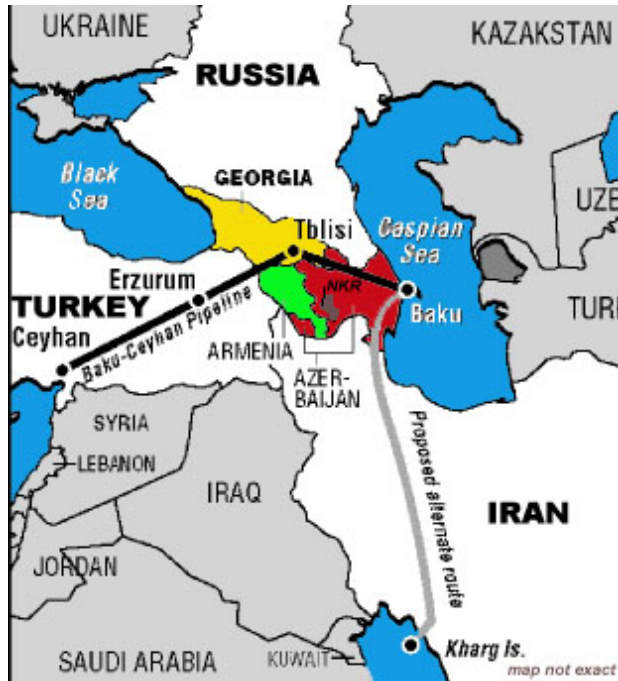 UKRAINE
KAZAKSTAN
RUSSIA
Black
Sea
GEORGIA
UZE
Tblisi
Caspian
Sea
Erzurum
NKR
TURKEY
TURI
Baku
Ceyhan
Baku-Ceyhan Pipeline
ARMENIA
AZER-
BAIJAN
SYRIA
Proposed alternate route
LEBANON
IRAQ
IRAN
JORDAN
Kharg Is.
KUWAIT
SAUDI ARABIA
map not exact